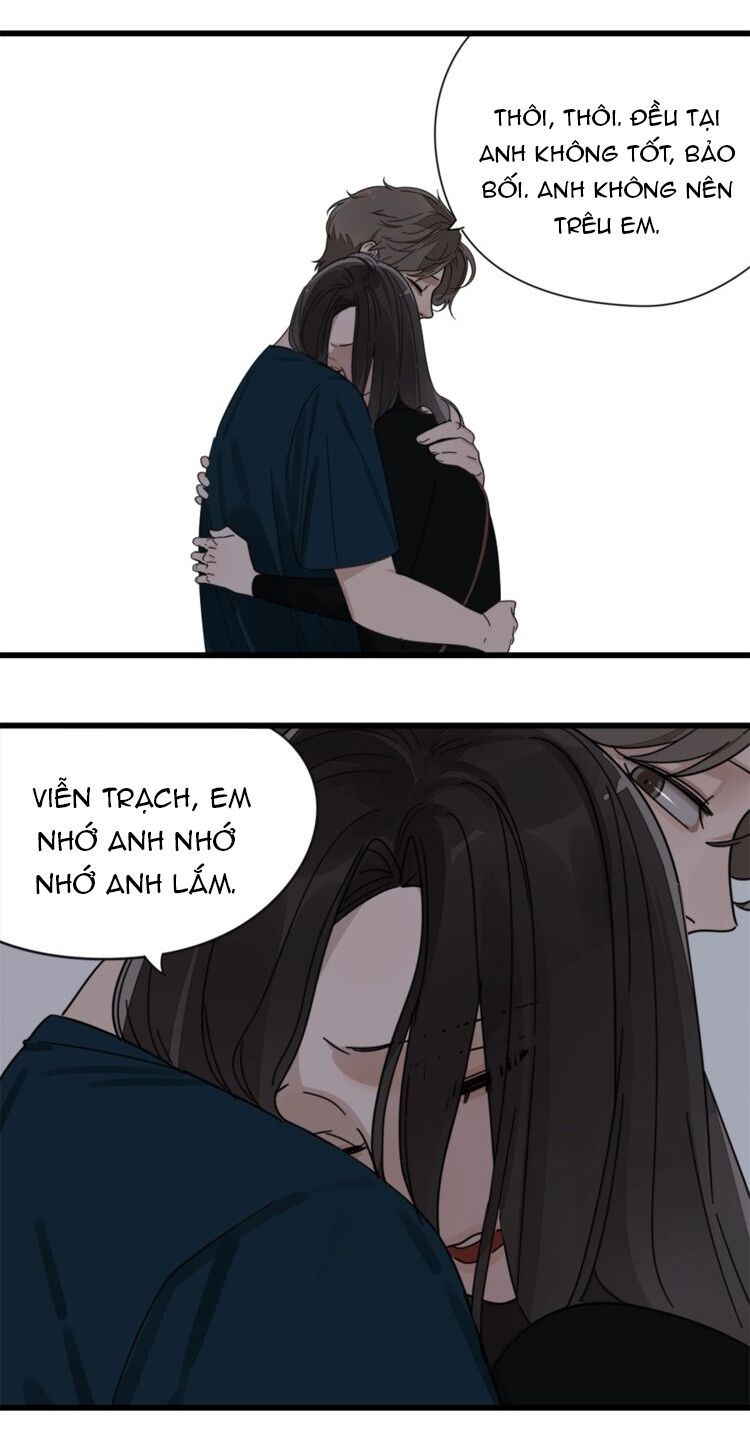 THÔI, THÔI. ĐỀU TẠI
ANH KHÔNG TỐT, BẢO
BỐI. ANH KHÔNG NÊN
TRÊU EM.
VIỄN TRẠCH, EM
NHỚ ANH NHỚ
NHỚ ANH LẮM.